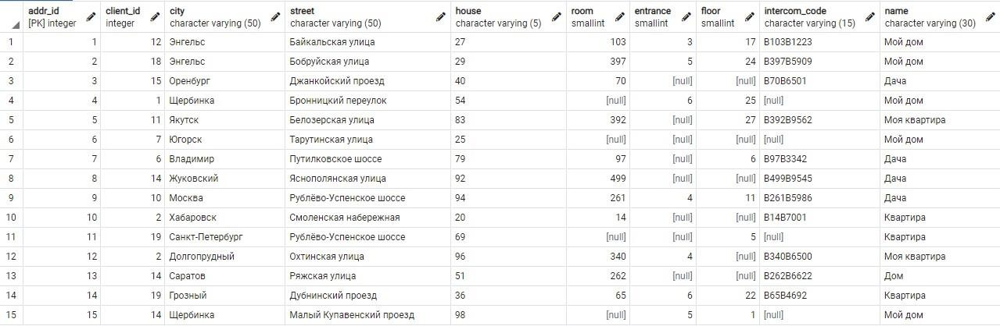 addr_id client_id city street house room entrance floor intercom_code name
[PK] integer integer character varying (50) character varying (50) character varying (5) smallint smallint smallint character varying (15) character varying (30)
1 1 12 Энгельс Байкальская улица 27 103 3 17 B103B1223 Мой дом
2 2 18 Энгельс Бобруйская улица 29 397 5 24 B397B5909 Мой дом
3 3 15 Оренбург Джанкойский проезд 40 70 [null] [null] B70B6501 Дача
4 4 1 Щербинка Бронницкий переулок 54 [null] 6 25 [null] Мой дом
5 5 11 Якутск Белозерская улица 83 392 [null] 27 B392B9562 Моя квартира
6 6 7 Югорск Тарутинская улица 25 [null] [null] [null] [null] Мой дом
7 7 6 Владимир Путилковское шоссе 79 97 [null] 6 B97B3342 Дача
8 8 14 Жуковский Яснополянская улица 92 499 [null] [null] B499B9545 Дача
9 9 10 Москва Рублёво-Успенское шоссе 94 261 4 11 B261B5986 Дача
10 10 2 Хабаровск Смоленская набережная 20 14 [null] [null] B14B7001 Квартира
11 11 19 Санкт-Петербург Рублёво-Успенское шоссе 69 [null] [null] 5 [null] Квартира
12 12 2 Долгопрудный Охтинская улица 96 340 4 [null] B340B6500 Моя квартира
13 13 14 Саратов Ряжская улица 51 262 [null] [null] B262B6622 Дом
14 14 19 Грозный Дубнинский проезд 36 65 6 22 B65B4692 Квартира
15 15 14 Щербинка Малый Купавенский проезд 98 [null] 5 1 [null] Мой дом